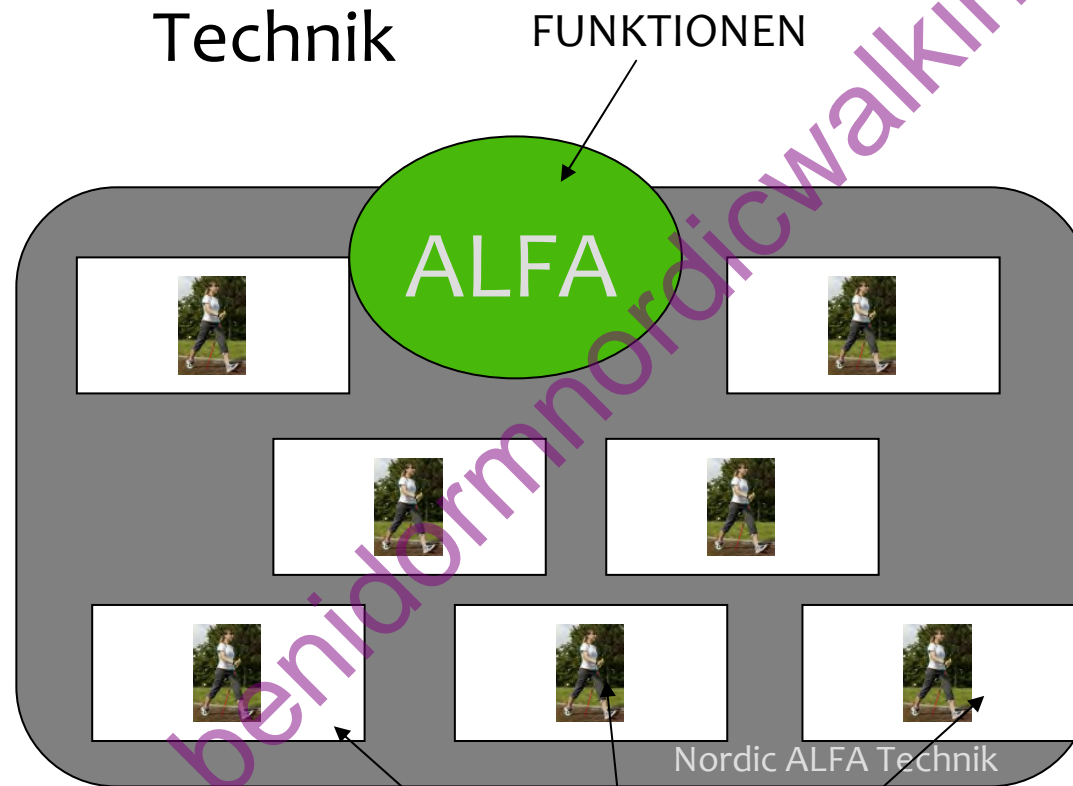 Technik
FUNKTIONEN
ALFA
Nordic ALFA Technik
benidormnordicwalkin